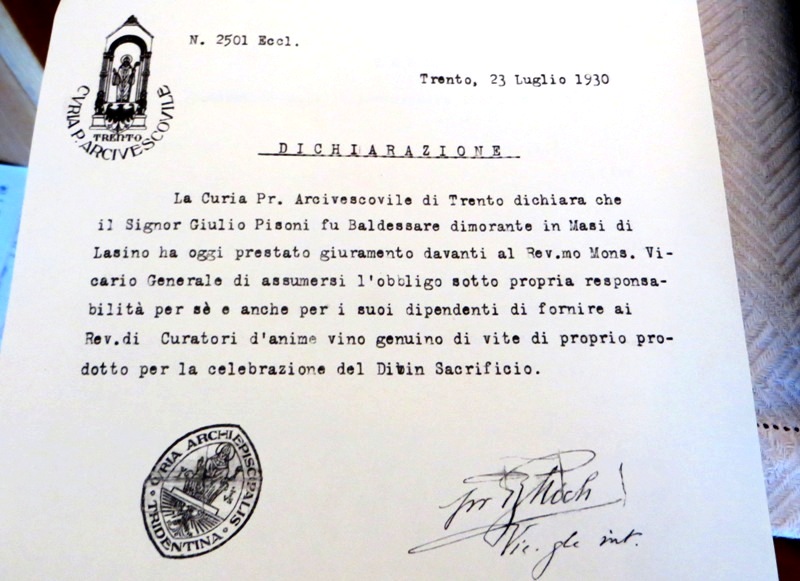 N. 2501 Eccl.
TRENTO
CVRIA P. ARCIVESCOVILE
Trento, 23 Luglio 1930
DICHIARAZIONE
La Curia Pr. Arcivescovile di Trento dichiara che
il Signor Giulio Pisoni fu Baldessare dimorante in Masi di
Lasino ha oggi prestato giuramento davanti al Rev.mo Mons. Vi-
cario Generale di assumersi l'obbligo sotto propria responsa-
bilità per sè e anche per i suoi dipendenti di fornire ai
Rev.di Curatori d'anime vino genuino di vite di proprio pro-
dotto per la celebrazione del Divin Sacrificio.
CVRIA ARCHIEPISCOPALIS
TRIDENTINA
Vic. gle int.